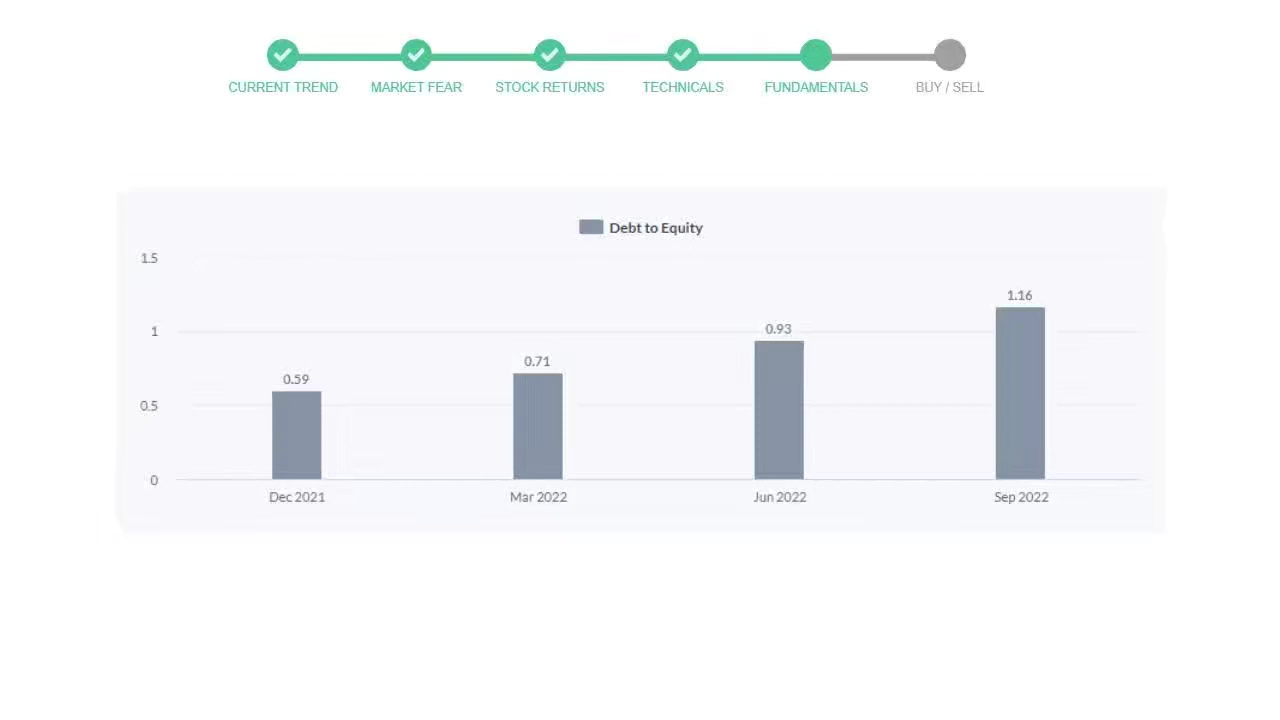 CURRENT TREND MARKET FEAR STOCK RETURNS TECHNICALS FUNDAMENTALS BUY / SELL
Debt to Equity
1.5
1.16
1
0.93
0.71
0.59
0.5
0
Dec 2021 Mar 2022 Jun 2022 Sep 2022